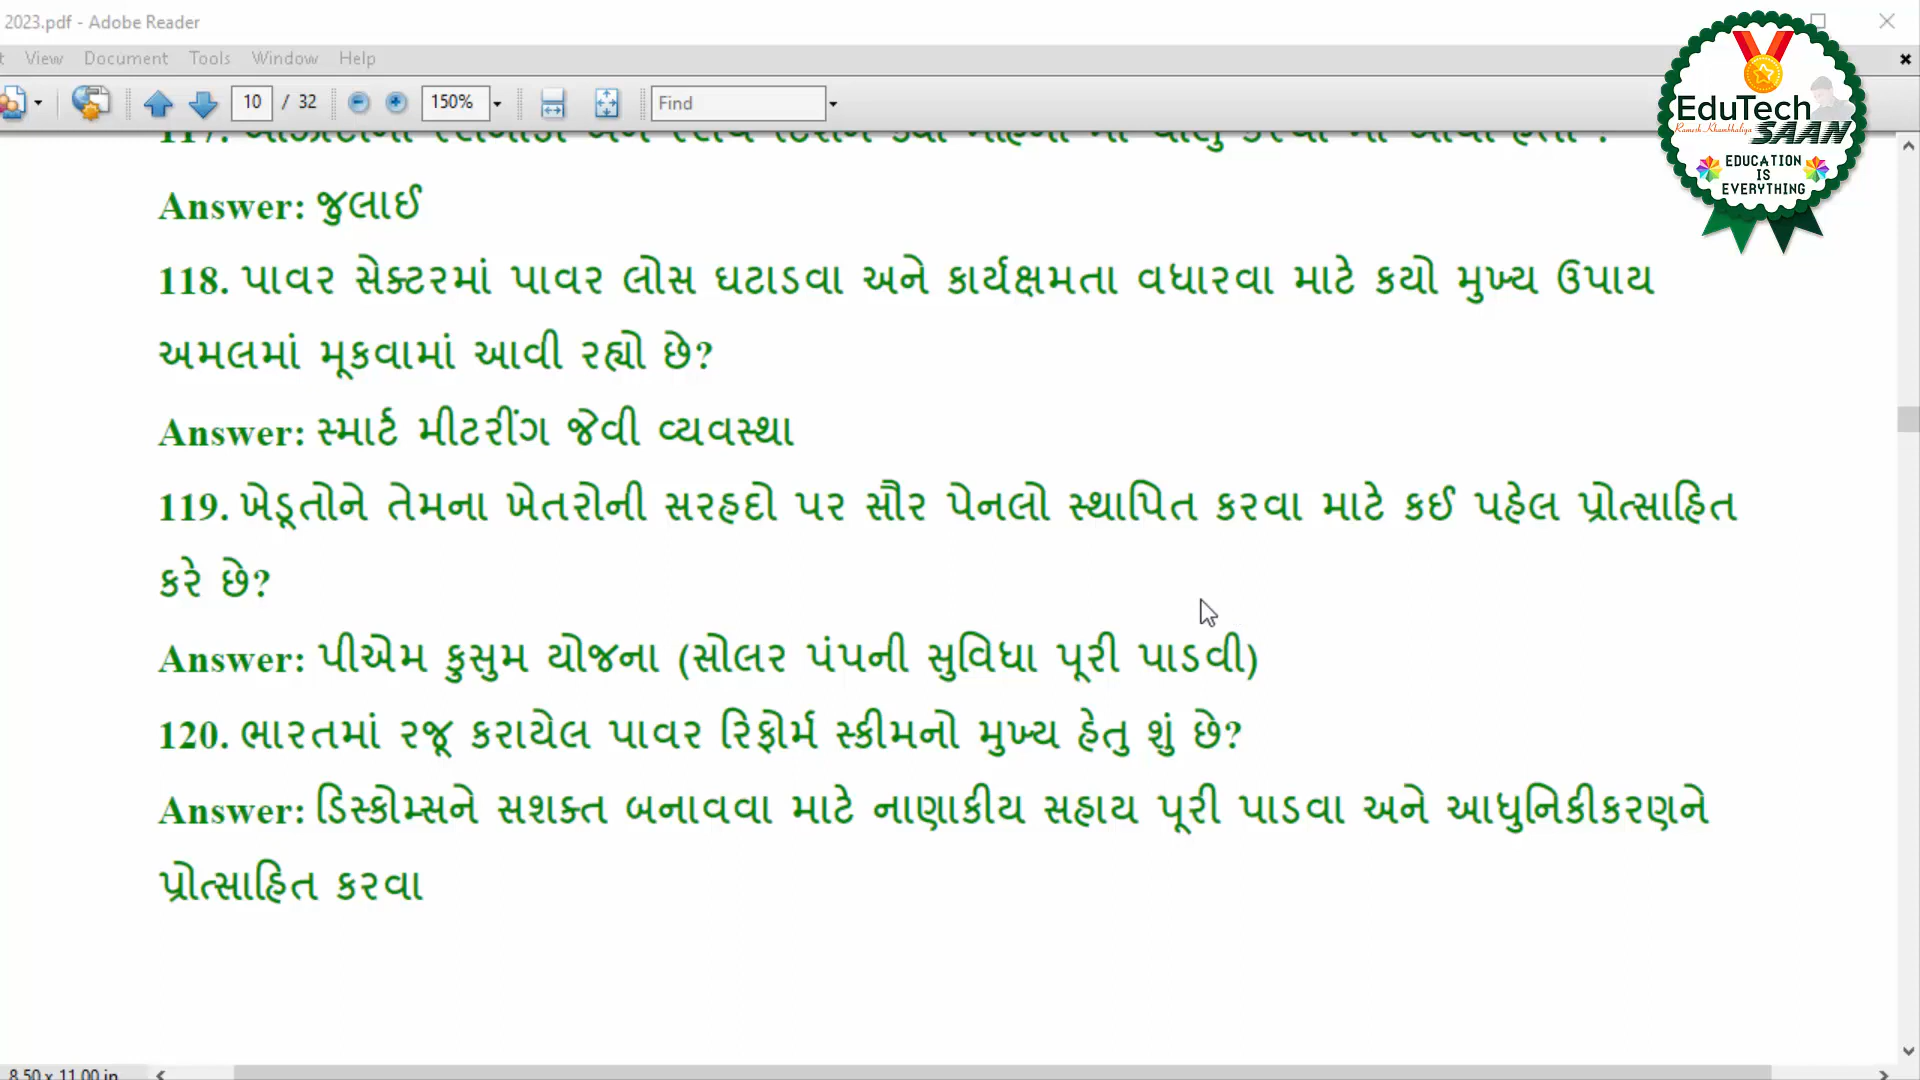 2023.pdf - Adobe Reader
View Document Tools Window Help
10 / 32 150% Find
117.
Answer: જુલાઈ
118. પાવર સેક્ટરમાં પાવર લોસ ઘટાડવા અને કાર્યક્ષમતા વધારવા માટે કયો મુખ્ય ઉપાય
અમલમાં મૂકવામાં આવી રહ્યો છે?
Answer: સ્માર્ટ મીટરીંગ જેવી વ્યવસ્થા
119. ખેડૂતોને તેમના ખેતરોની સરહદો પર સૌર પેનલો સ્થાપિત કરવા માટે કઈ પહેલ પ્રોત્સાહિત
કરે છે?
Answer: પીએમ કુસુમ યોજના (સોલર પંપની સુવિધા પૂરી પાડવી)
120. ભારતમાં રજૂ કરાયેલ પાવર રિફોર્મ સ્કીમનો મુખ્ય હેતુ શું છે?
Answer: ડિસ્કોમ્સને સશક્ત બનાવવા માટે નાણાકીય સહાય પૂરી પાડવા અને આધુનિકીકરણને
પ્રોત્સાહિત કરવા
8.50 x 11.00 in
EduTech
Ramesh Khambhaliya SAAN
EDUCATION
IS
EVERYTHING